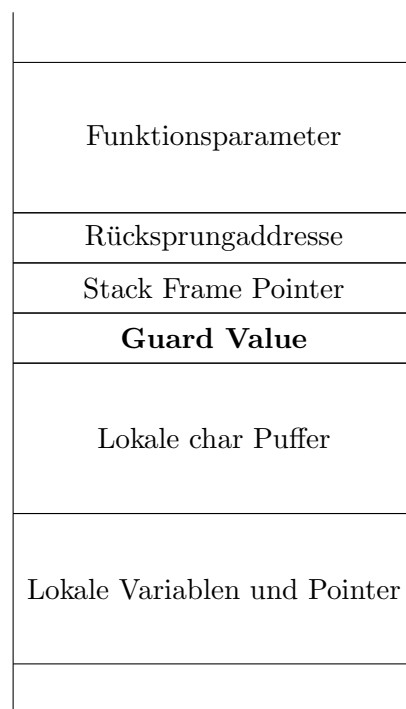 Funktionsparameter
Rücksprungaddresse
Stack Frame Pointer
Guard Value
Lokale char Puffer
Lokale Variablen und Pointer